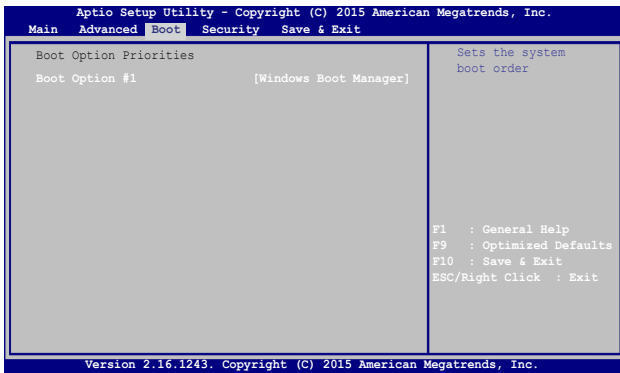 Aptio Setup Utility - Copyright (C) 2015 American Megatrends, Inc.
Main Advanced Boot Security Save & Exit
Boot Option Priorities
Boot Option #1 [Windows Boot Manager]
Sets the system
boot order
F1 : General Help
F9 : Optimized Defaults
F10 : Save & Exit
ESC/Right Click : Exit
Version 2.16.1243. Copyright (C) 2015 American Megatrends, Inc.